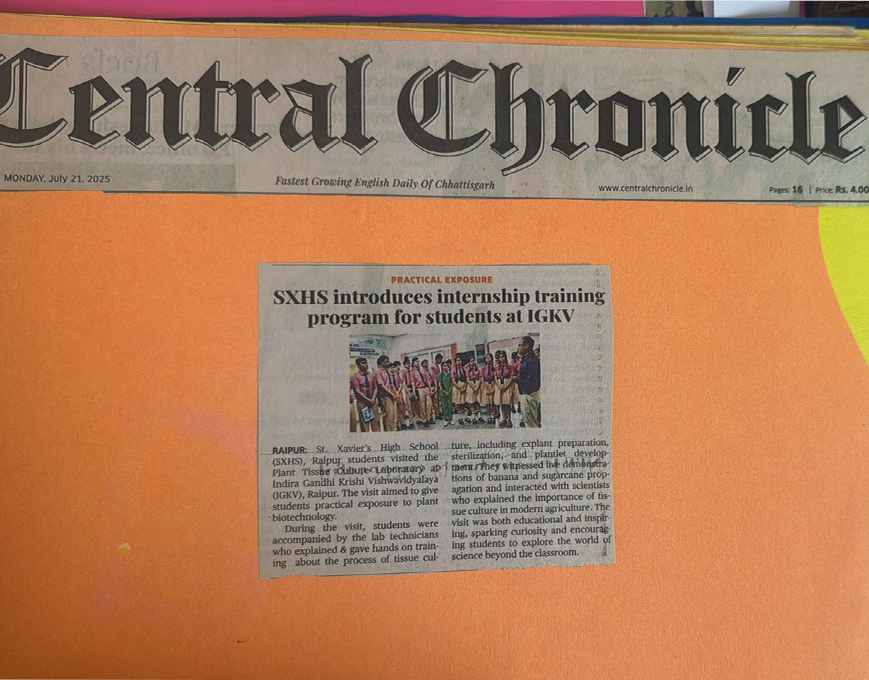 Central Chronicle
MONDAY, July 21, 2025
Fastest Growing English Daily Of Chhattisgarh
www.centralchronicle.in
Pages: 16 | Price: Rs. 4.00
PRACTICAL EXPOSURE
SXHS introduces internship training
program for students at IGKV
RAIPUR: St. Xavier's High School
(SXHS), Raipur students visited the
Plant Tissue Culture Laboratory at
Indira Gandhi Krishi Vishwavidyalaya
(IGKV), Raipur. The visit aimed to give
students practical exposure to plant
biotechnology.
During the visit, students were
accompanied by the lab technicians
who explained & gave hands on train-
ing about the process of tissue cul-
ture, including explant preparation,
sterilization, and plantlet develop-
ment. They witnessed live demonstra-
tions of banana and sugarcane prop-
agation and interacted with scientists
who explained the importance of tis-
sue culture in modern agriculture. The
visit was both educational and inspir-
ing, sparking curiosity and encourag-
ing students to explore the world of
science beyond the classroom.